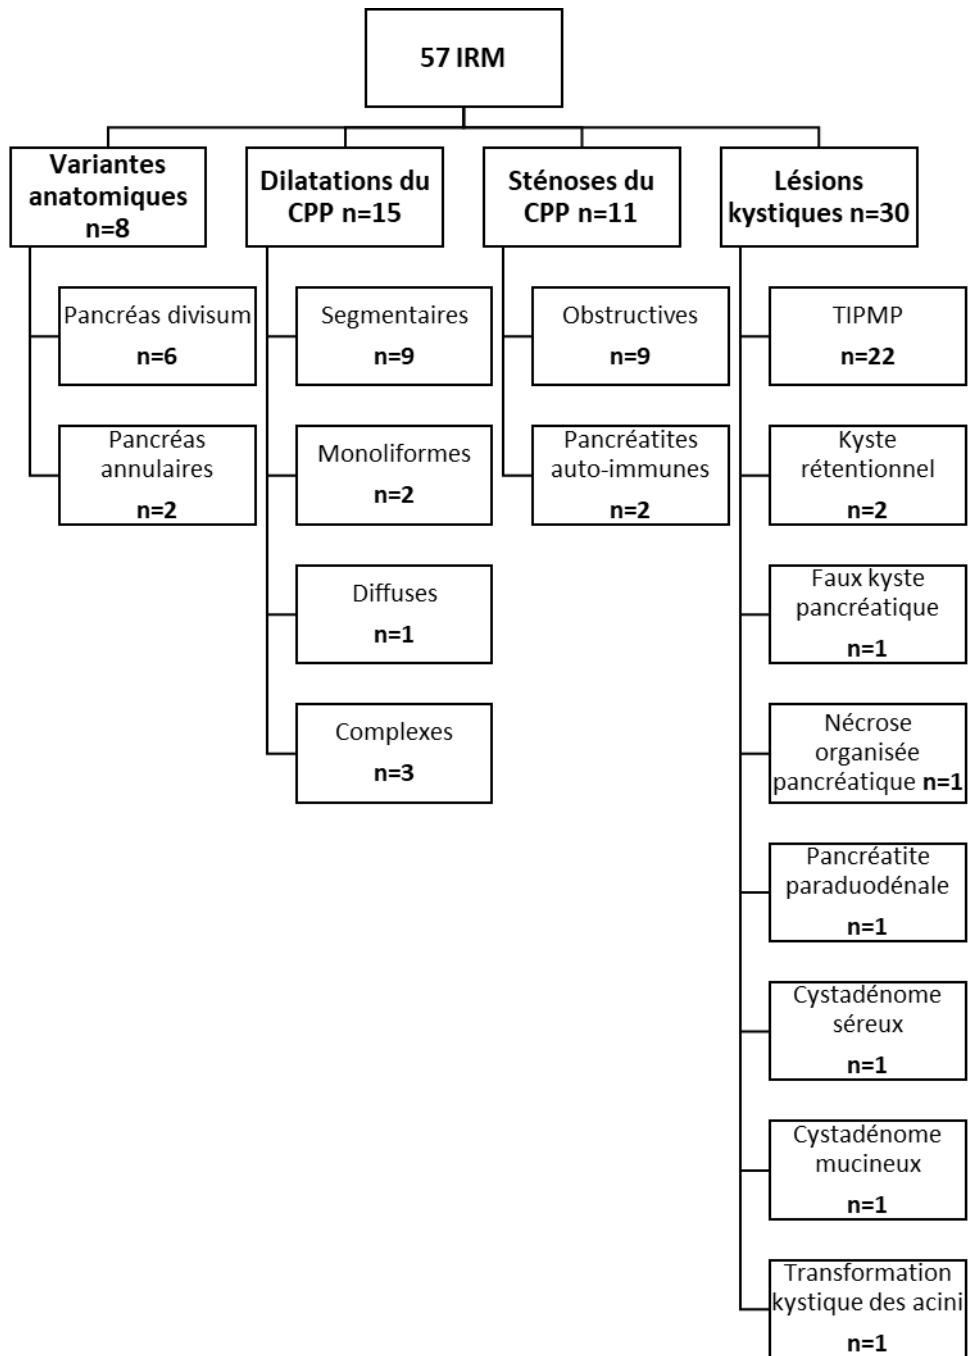 57 IRM
Variantes
anatomiques
n=8
Pancréas divisum
n=6
Pancréas
annulaires
n=2
Dilatations du
CPP n=15
Segmentaires
n=9
Monoliformes
n=2
Diffuses
n=1
Complexes
n=3
Sténoses du
CPP n=11
Obstructives
n=9
Pancréatites
auto-immunes
n=2
Lésions
kystiques n=30
TIPMP
n=22
Kyste
rétentionnel
n=2
Faux kyste
pancréatique
n=1
Nécrose
organisée
pancréatique n=1
Pancréatite
paraduodénale
n=1
Cystadénome
séreux
n=1
Cystadénome
mucineux
n=1
Transformation
kystique des acini
n=1